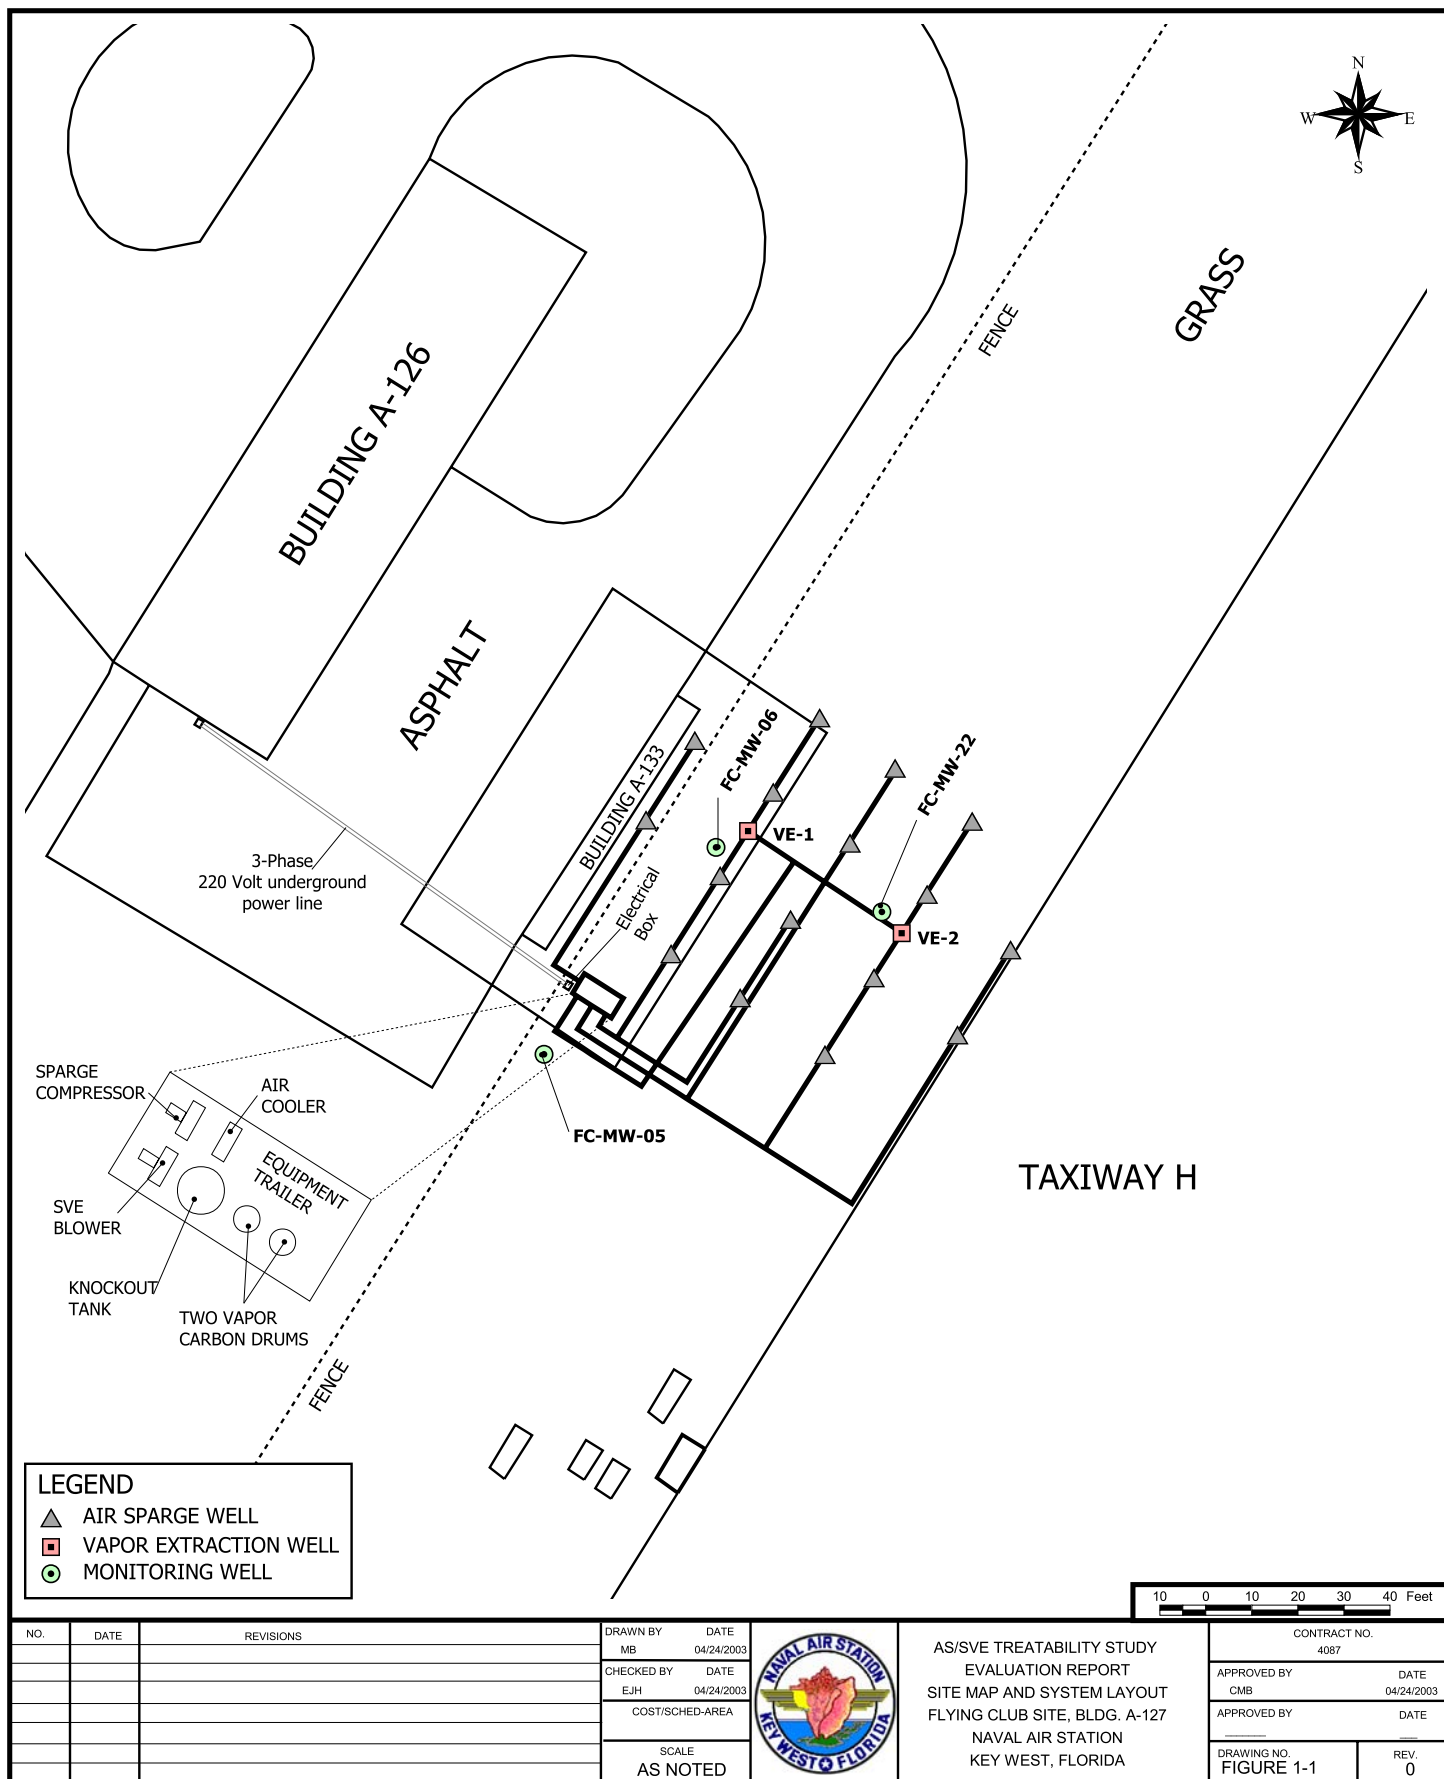 N
W
E
S
GRASS
FENCE
BUILDING A-126
ASPHALT
BUILDING A-133
FC-MW-06
FC-MW-22
VE-1
VE-2
Electrical
Box
3-Phase
220 Volt underground
power line
FC-MW-05
TAXIWAY H
SPARGE
COMPRESSOR
AIR
COOLER
EQUIPMENT
TRAILER
SVE
BLOWER
KNOCKOUT
TANK
TWO VAPOR
CARBON DRUMS
FENCE
LEGEND
AIR SPARGE WELL
VAPOR EXTRACTION WELL
MONITORING WELL
10 0 10 20 30 40 Feet
NO. DATE REVISIONS
DRAWN BY DATE
MB 04/24/2003
CHECKED BY DATE
EJH 04/24/2003
COST/SCHED-AREA
SCALE
AS NOTED
NAVAL AIR STATION
KEY WEST FLORIDA
AS/SVE TREATABILITY STUDY
EVALUATION REPORT
SITE MAP AND SYSTEM LAYOUT
FLYING CLUB SITE, BLDG. A-127
NAVAL AIR STATION
KEY WEST, FLORIDA
CONTRACT NO.
4087
APPROVED BY DATE
CMB 04/24/2003
APPROVED BY DATE
DRAWING NO.
FIGURE 1-1
REV.
0